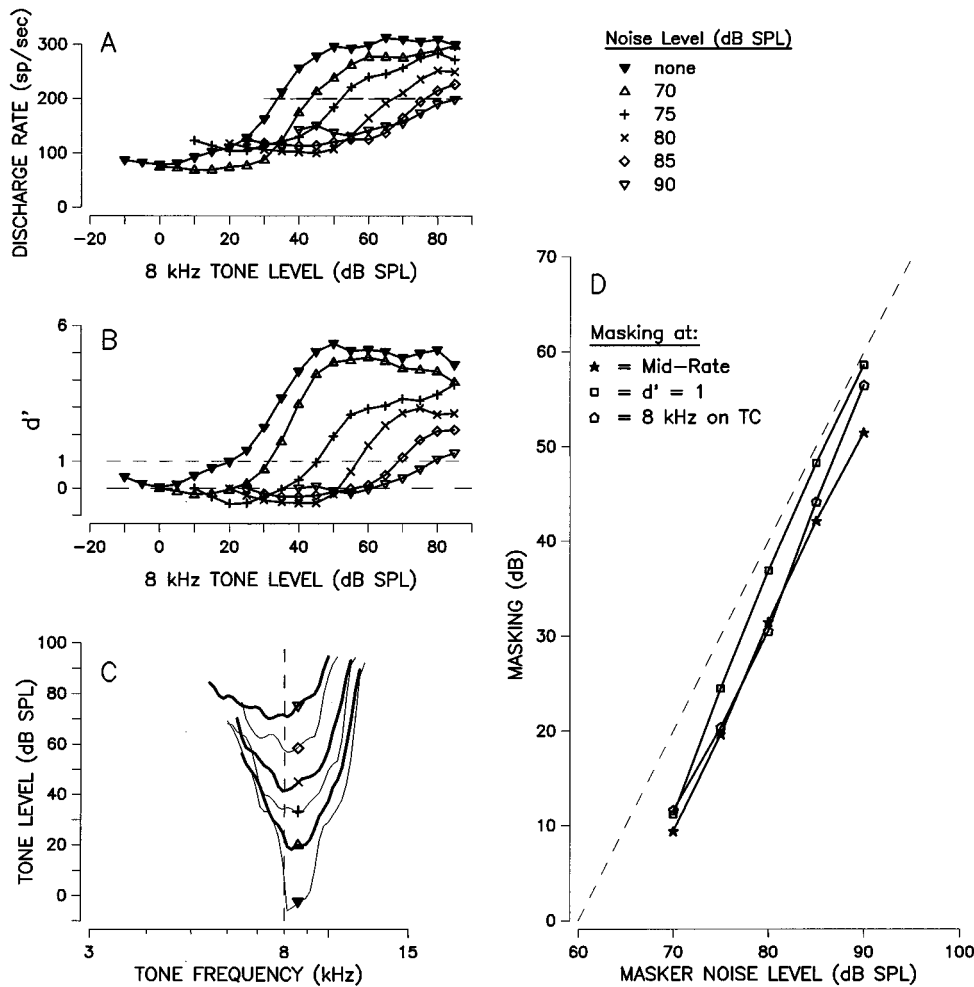 A
DISCHARGE RATE (sp/sec)
300
200
100
0
-20 0 20 40 60 80
8 kHz TONE LEVEL (dB SPL)
Noise Level (dB SPL)
none
70
75
80
85
90
B
d'
6
1
0
-20 0 20 40 60 80
8 kHz TONE LEVEL (dB SPL)
C
TONE LEVEL (dB SPL)
100
80
60
40
20
0
3 8 15
TONE FREQUENCY (kHz)
D
Masking at:
= Mid-Rate
= d' = 1
= 8 kHz on TC
MASKING (dB)
70
60
50
40
30
20
10
0
60 70 80 90 100
MASKER NOISE LEVEL (dB SPL)